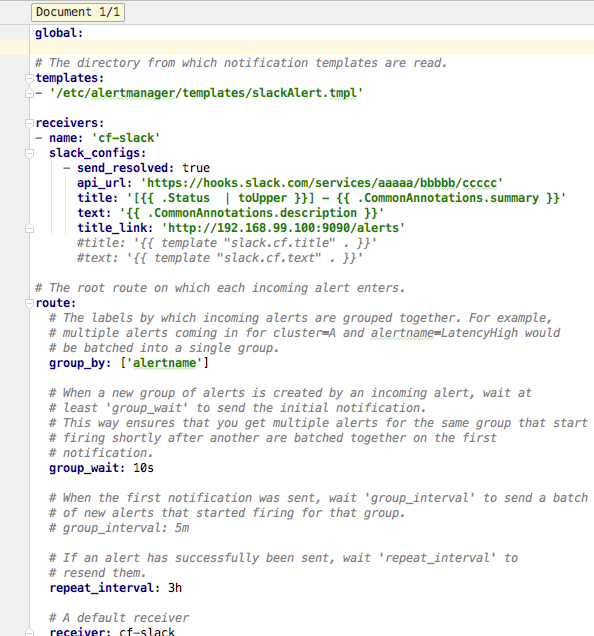 Document 1/1
global:
# The directory from which notification templates are read.
templates:
- '/etc/alertmanager/templates/slackAlert.tmpl'
receivers:
- name: 'cf-slack'
slack_configs:
- send_resolved: true
api_url: 'https://hooks.slack.com/services/aaaaa/bbbbb/ccccc'
title: '[{{ .Status  | toUpper }}] - {{ .CommonAnnotations.summary }}'
text: '{{ .CommonAnnotations.description }}'
title_link: 'http://192.168.99.100:9090/alerts'
#title: '{{ template "slack.cf.title" . }}'
#text: '{{ template "slack.cf.text" . }}'
# The root route on which each incoming alert enters.
route:
# The labels by which incoming alerts are grouped together. For example,
# multiple alerts coming in for cluster=A and alertname=LatencyHigh would
# be batched into a single group.
group_by: ['alertname']
# When a new group of alerts is created by an incoming alert, wait at
# least 'group_wait' to send the initial notification.
# This way ensures that you get multiple alerts for the same group that start
# firing shortly after another are batched together on the first
# notification.
group_wait: 10s
# When the first notification was sent, wait 'group_interval' to send a batch
# of new alerts that started firing for that group.
# group_interval: 5m
# If an alert has successfully been sent, wait 'repeat_interval' to
# resend them.
repeat_interval: 3h
# A default receiver
receiver: cf-slack